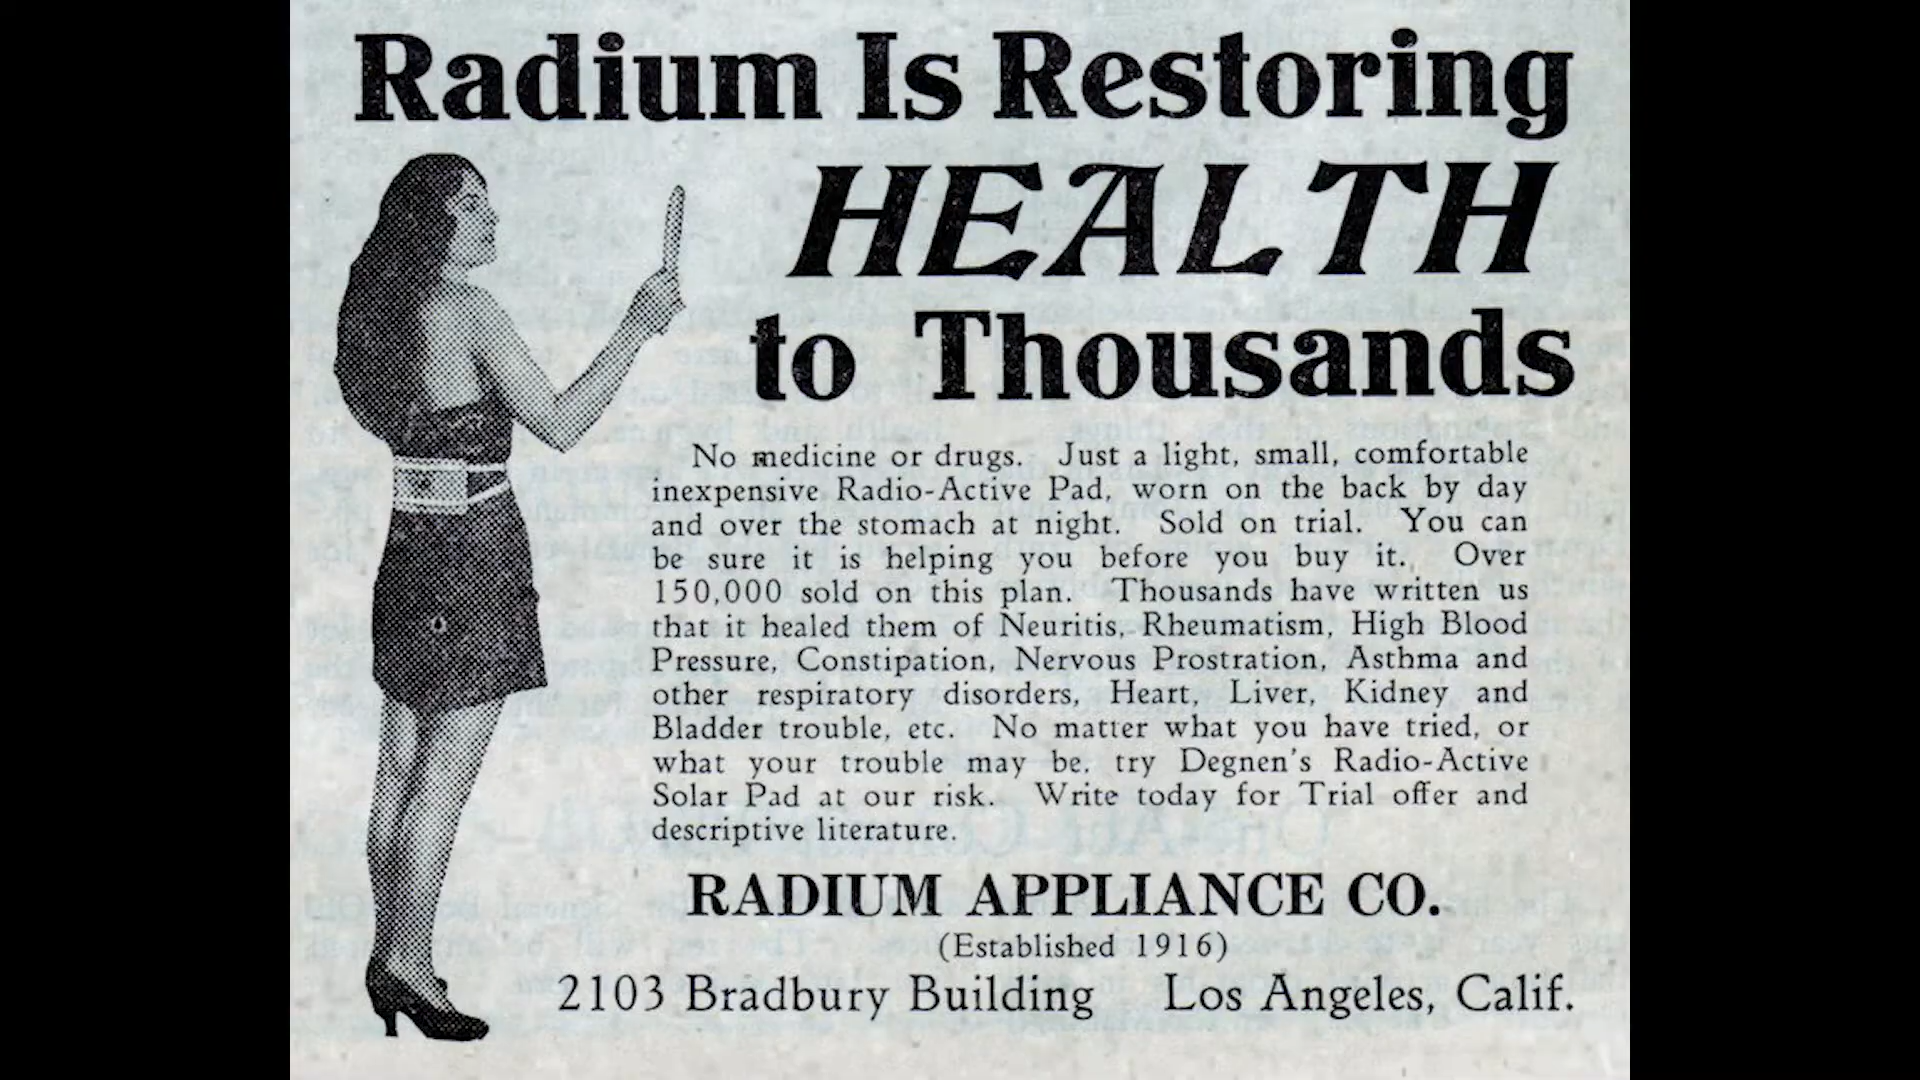 Radium Is Restoring
HEALTH
to Thousands
No medicine or drugs. Just a light, small, comfortable
inexpensive Radio-Active Pad, worn on the back by day
and over the stomach at night. Sold on trial. You can
be sure it is helping you before you buy it. Over
150,000 sold on this plan. Thousands have written us
that it healed them of Neuritis, Rheumatism, High Blood
Pressure, Constipation, Nervous Prostration, Asthma and
other respiratory disorders, Heart, Liver, Kidney and
Bladder trouble, etc. No matter what you have tried, or
what your trouble may be, try Degnen's Radio-Active
Solar Pad at our risk. Write today for Trial offer and
descriptive literature.
RADIUM APPLIANCE CO.
(Established 1916)
2103 Bradbury Building Los Angeles, Calif.